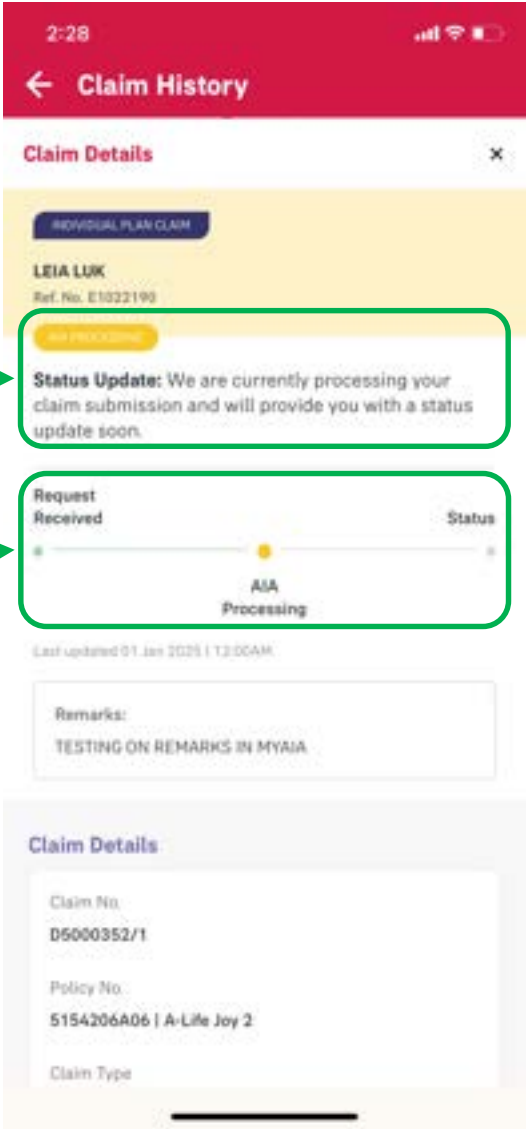 2:28
Claim History
Claim Details
INDIVIDUAL PLAN CLAIM
LEIA LUK
Ref. No. E1022190
AIA PROCESSING
Status Update: We are currently processing your
claim submission and will provide you with a status
update soon.
Request
Received
Status
AIA
Processing
Last updated 01 Jan 2025 | 12:00AM
Remarks:
TESTING ON REMARKS IN MYAIA
Claim Details
Claim No.
D5000352/1
Policy No.
5154206A06 | A-Life Joy 2
Claim Type